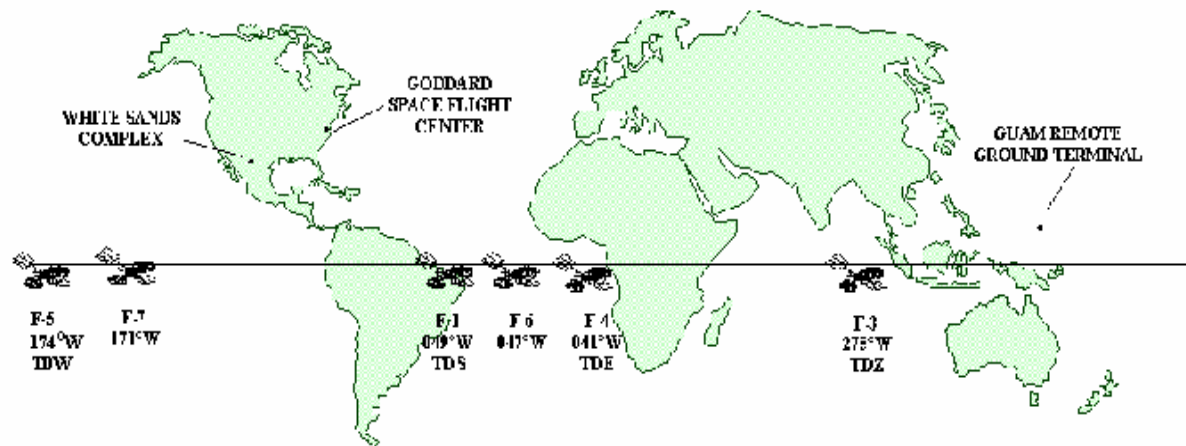 GODDARD
SPACE FLIGHT
CENTER
WHITE SANDS
COMPLEX
GUAM REMOTE
GROUND TERMINAL
F-5
174°W
TDW
F-7
171°W
F-1
049°W
TDS
F-6
047°W
F-4
041°W
TDE
F-3
275°W
TDZ